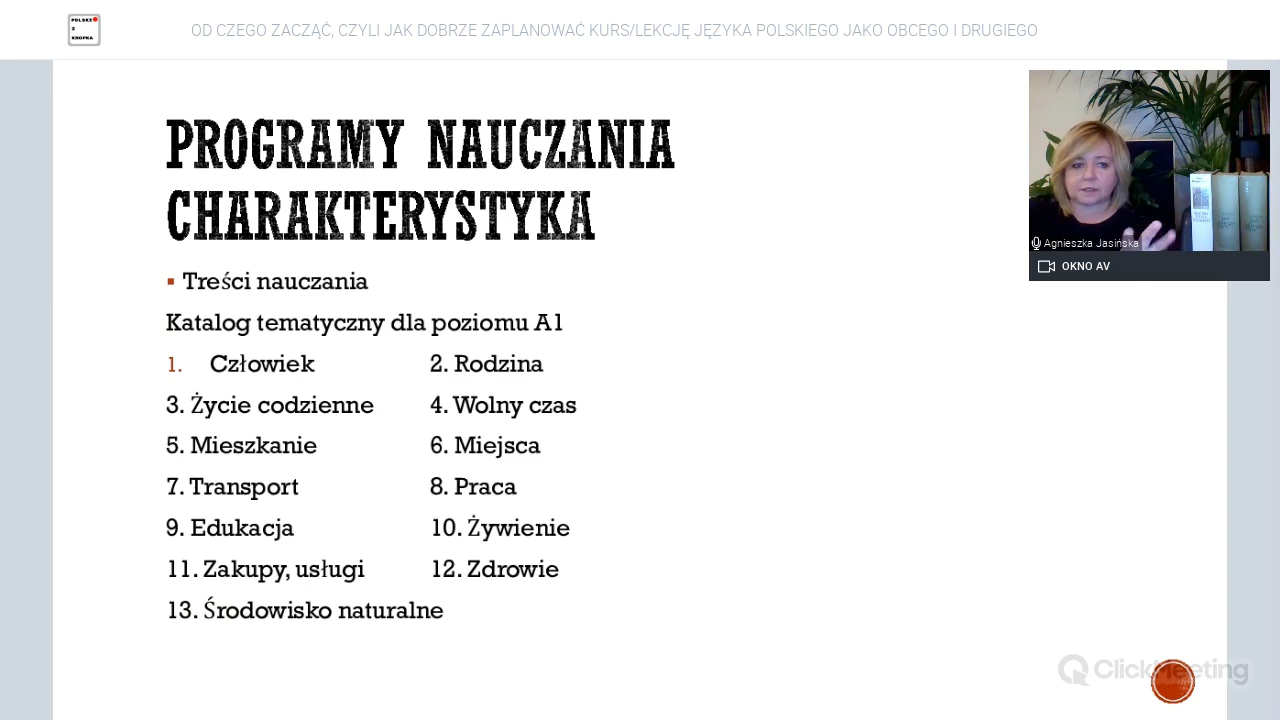 POLSKI
I
KROPKA
OD CZEGO ZACZĄĆ, CZYLI JAK DOBRZE ZAPLANOWAĆ KURS/LEKCJĘ JĘZYKA POLSKIEGO JAKO OBCEGO I DRUGIEGO
PROGRAMY NAUCZANIA
CHARAKTERYSTYKA
Agnieszka Jasińska
OKNO AV
▪ Treści nauczania
Katalog tematyczny dla poziomu A1
1. Człowiek 2. Rodzina
3. Życie codzienne 4. Wolny czas
5. Mieszkanie 6. Miejsca
7. Transport 8. Praca
9. Edukacja 10. Żywienie
11. Zakupy, usługi 12. Zdrowie
13. Środowisko naturalne
ClickMeeting